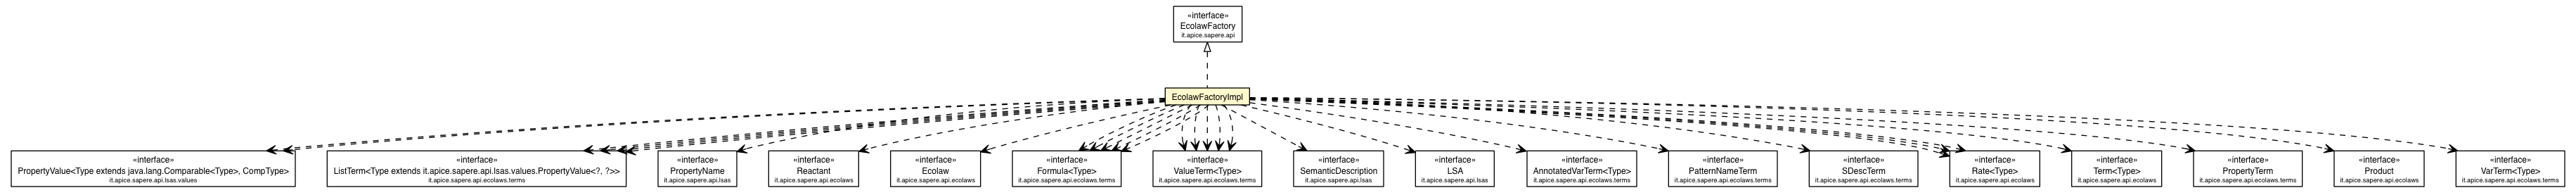 «interface»
EcolawFactory
it.apice.sapere.api
EcolawFactoryImpl
«interface»
PropertyValue<Type extends java.lang.Comparable<Type>, CompType>
it.apice.sapere.api.lsas.values
«interface»
ListTerm<Type extends it.apice.sapere.api.lsas.values.PropertyValue<?, ?>>
it.apice.sapere.api.ecolaws.terms
«interface»
PropertyName
it.apice.sapere.api.lsas
«interface»
Reactant
it.apice.sapere.api.ecolaws
«interface»
Ecolaw
it.apice.sapere.api.ecolaws
«interface»
Formula<Type>
it.apice.sapere.api.ecolaws.terms
«interface»
ValueTerm<Type>
it.apice.sapere.api.ecolaws.terms
«interface»
SemanticDescription
it.apice.sapere.api.lsas
«interface»
LSA
it.apice.sapere.api.lsas
«interface»
AnnotatedVarTerm<Type>
it.apice.sapere.api.ecolaws.terms
«interface»
PatternNameTerm
it.apice.sapere.api.ecolaws.terms
«interface»
SDescTerm
it.apice.sapere.api.ecolaws.terms
«interface»
Rate<Type>
it.apice.sapere.api.ecolaws
«interface»
Term<Type>
it.apice.sapere.api.ecolaws
«interface»
PropertyTerm
it.apice.sapere.api.ecolaws.terms
«interface»
Product
it.apice.sapere.api.ecolaws
«interface»
VarTerm<Type>
it.apice.sapere.api.ecolaws.terms